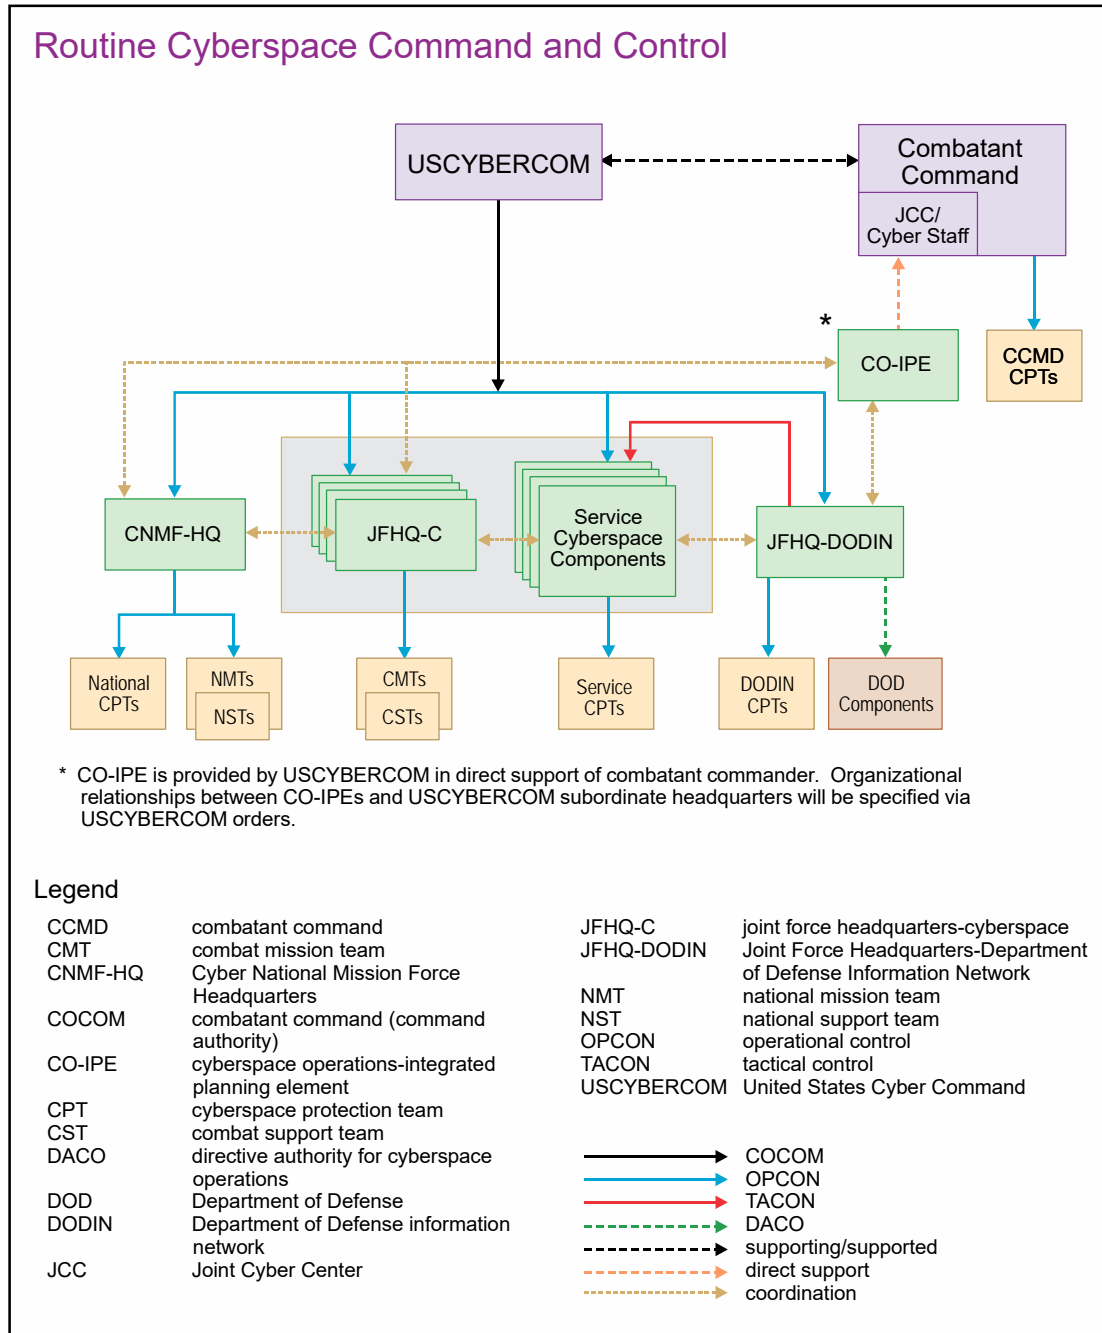 Routine Cyberspace Command and Control
USCYBERCOM
Combatant
Command
JCC/
Cyber Staff
*
CO-IPE
CCMD
CPTs
CNMF-HQ
JFHQ-C
Service
Cyberspace
Components
JFHQ-DODIN
National
CPTs
NMTs
NSTs
CMTs
CSTs
Service
CPTs
DODIN
CPTs
DOD
Components
* CO-IPE is provided by USCYBERCOM in direct support of combatant commander. Organizational
relationships between CO-IPEs and USCYBERCOM subordinate headquarters will be specified via
USCYBERCOM orders.
Legend
CCMD combatant command
CMT combat mission team
CNMF-HQ Cyber National Mission Force
Headquarters
COCOM combatant command (command
authority)
CO-IPE cyberspace operations-integrated
planning element
CPT cyberspace protection team
CST combat support team
DACO directive authority for cyberspace
operations
DOD Department of Defense
DODIN Department of Defense information
network
JCC Joint Cyber Center
JFHQ-C joint force headquarters-cyberspace
JFHQ-DODIN Joint Force Headquarters-Department
of Defense Information Network
NMT national mission team
NST national support team
OPCON operational control
TACON tactical control
USCYBERCOM United States Cyber Command
COCOM
OPCON
TACON
DACO
supporting/supported
direct support
coordination